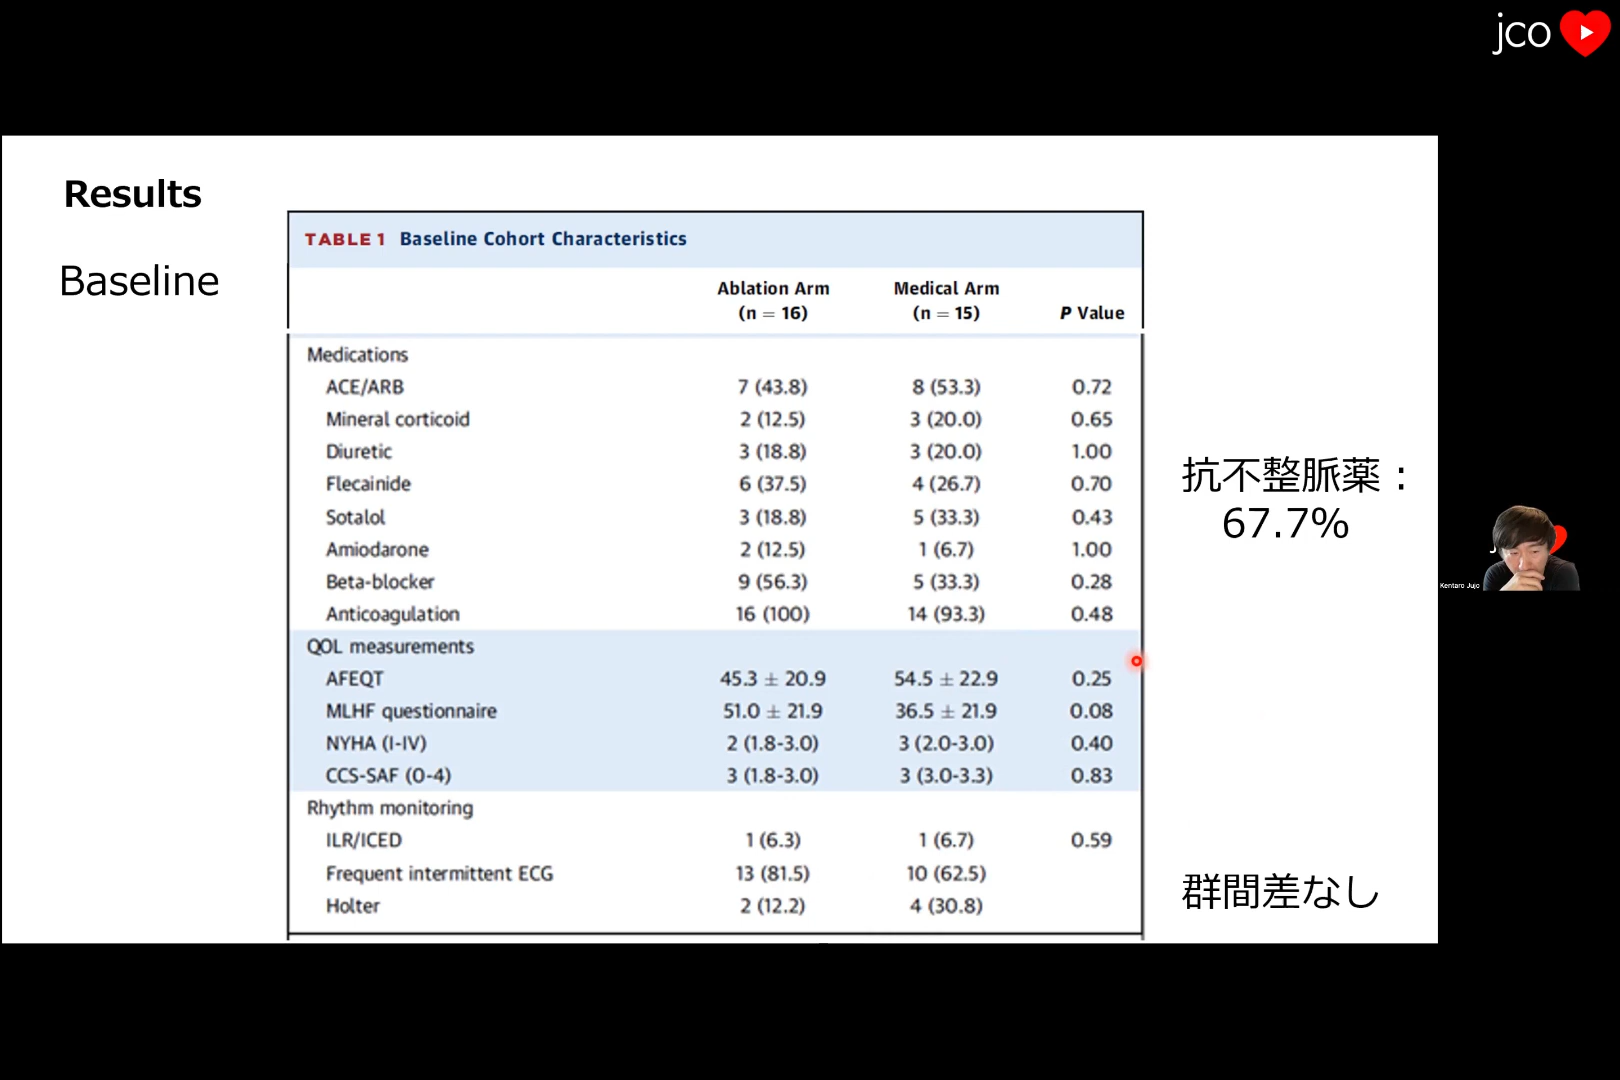 jco
Results
Baseline
TABLE 1 Baseline Cohort Characteristics
Ablation Arm (n = 16) Medical Arm (n = 15) P Value
Medications
ACE/ARB 7 (43.8) 8 (53.3) 0.72
Mineral corticoid 2 (12.5) 3 (20.0) 0.65
Diuretic 3 (18.8) 3 (20.0) 1.00
Flecainide 6 (37.5) 4 (26.7) 0.70
Sotalol 3 (18.8) 5 (33.3) 0.43
Amiodarone 2 (12.5) 1 (6.7) 1.00
Beta-blocker 9 (56.3) 5 (33.3) 0.28
Anticoagulation 16 (100) 14 (93.3) 0.48
QOL measurements
AFEQT 45.3 ± 20.9 54.5 ± 22.9 0.25
MLHF questionnaire 51.0 ± 21.9 36.5 ± 21.9 0.08
NYHA (I-IV) 2 (1.8-3.0) 3 (2.0-3.0) 0.40
CCS-SAF (0-4) 3 (1.8-3.0) 3 (3.0-3.3) 0.83
Rhythm monitoring
ILR/ICED 1 (6.3) 1 (6.7) 0.59
Frequent intermittent ECG 13 (81.5) 10 (62.5)
Holter 2 (12.2) 4 (30.8)
抗不整脈薬：
67.7%
群間差なし
Kentaro Jujo